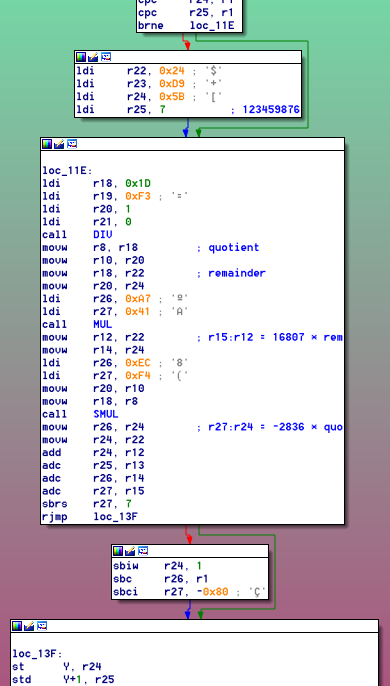 cpc r24, r1
cpc r25, r1
brne loc_11E
ldi r22, 0x24 ; '$'
ldi r23, 0xD9 ; '+'
ldi r24, 0x5B ; '['
ldi r25, 7 ; 123459876
loc_11E:
ldi r18, 0x1D
ldi r19, 0xF3 ; '='
ldi r20, 1
ldi r21, 0
call DIV
movw r8, r18 ; quotient
movw r10, r20
movw r18, r22 ; remainder
movw r20, r24
ldi r26, 0xA7 ; 'º'
ldi r27, 0x41 ; 'A'
call MUL
movw r12, r22 ; r15:r12 = 16807 × rem
movw r14, r24
ldi r26, 0xEC ; '8'
ldi r27, 0xF4 ; '('
movw r20, r10
movw r18, r8
call SMUL
movw r26, r24 ; r27:r24 = -2836 × quo
movw r24, r22
add r24, r12
adc r25, r13
adc r26, r14
adc r27, r15
sbrs r27, 7
rjmp loc_13F
sbiw r24, 1
sbc r26, r1
sbci r27, -0x80 ; 'Ç'
loc_13F:
st Y, r24
std Y+1, r25